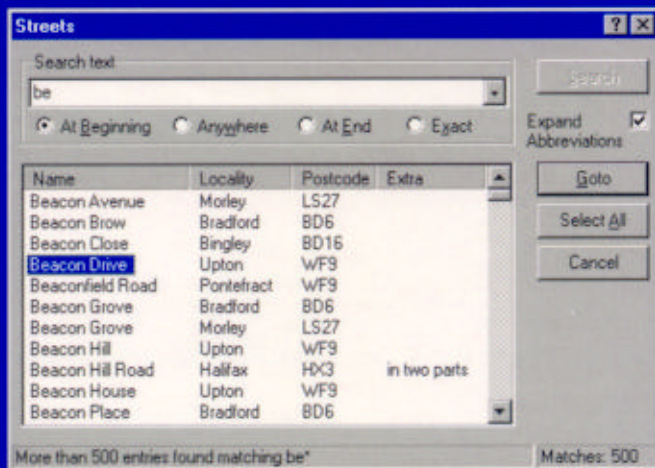 Streets
Search text
be
At Beginning Anywhere At End Exact
Search
Expand Abbreviations
Name Locality Postcode Extra
Beacon Avenue Morley LS27
Beacon Brow Bradford BD6
Beacon Close Bingley BD16
Beacon Drive Upton WF9
Beaconfield Road Pontefract WF9
Beacon Grove Bradford BD6
Beacon Grove Morley LS27
Beacon Hill Upton WF9
Beacon Hill Road Halifax HX3 in two parts
Beacon House Upton WF9
Beacon Place Bradford BD6
Goto
Select All
Cancel
More than 500 entries found matching be*
Matches: 500